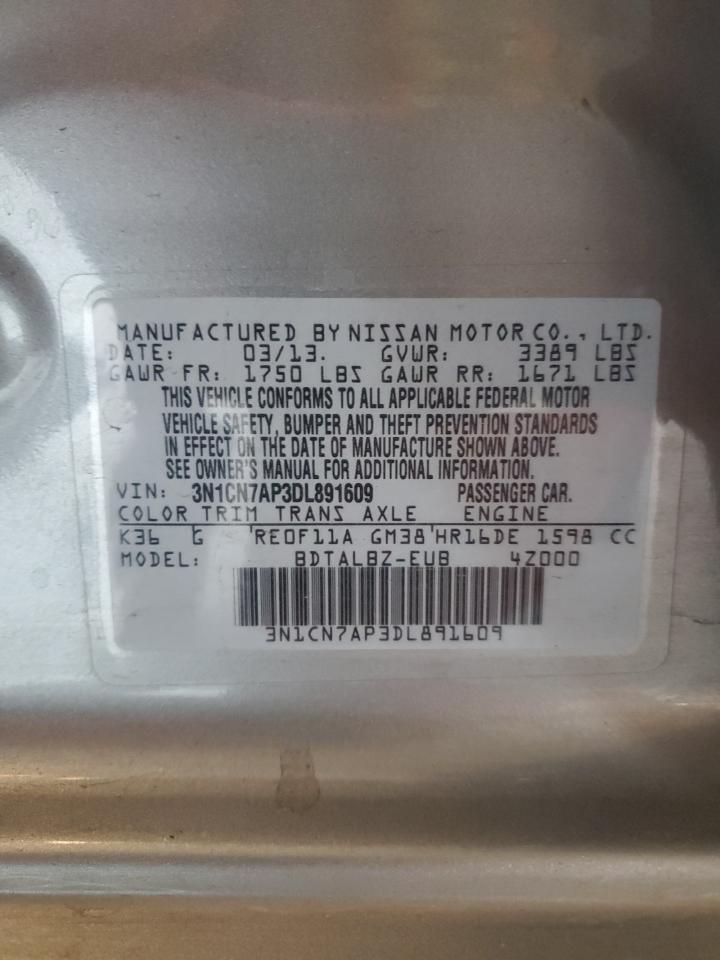 MANUFACTURED BY NISSAN MOTOR CO., LTD.
DATE: 03/13. GVWR: 3389 LBS
GAWR FR: 1750 LBS GAWR RR: 1671 LBS
THIS VEHICLE CONFORMS TO ALL APPLICABLE FEDERAL MOTOR
VEHICLE SAFETY, BUMPER AND THEFT PREVENTION STANDARDS
IN EFFECT ON THE DATE OF MANUFACTURE SHOWN ABOVE.
SEE OWNER'S MANUAL FOR ADDITIONAL INFORMATION.
VIN: 3N1CN7AP3DL891609 PASSENGER CAR.
COLOR TRIM TRANS AXLE ENGINE
K36 G 'RE0F11A GM38'HR16DE 1598 CC
MODEL: BDTALBZ-EUB 4Z000
3N1CN7AP3DL891609